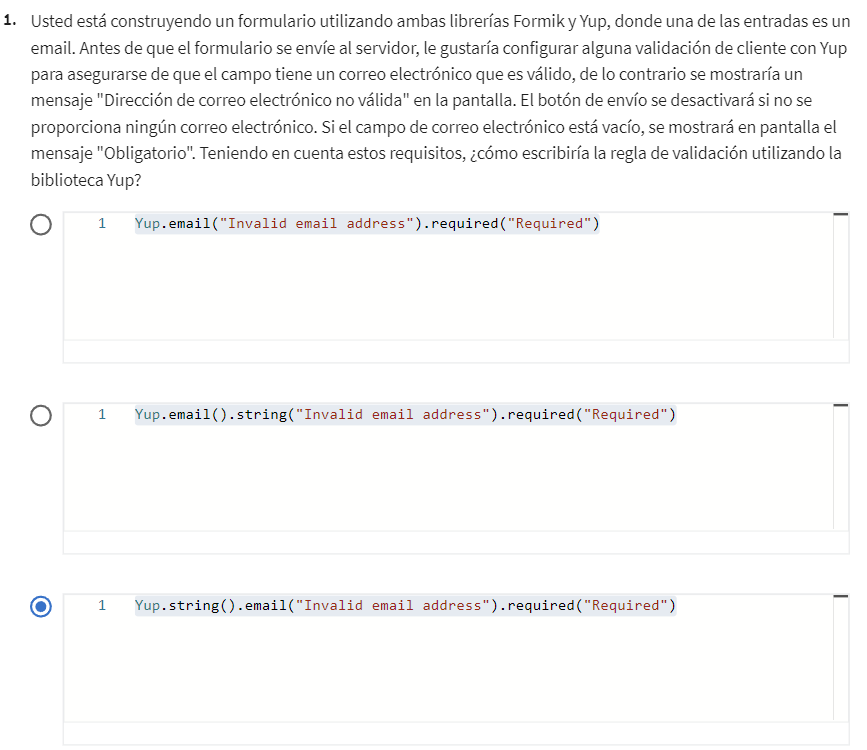 1. Usted está construyendo un formulario utilizando ambas librerías Formik y Yup, donde una de las entradas es un
email. Antes de que el formulario se envíe al servidor, le gustaría configurar alguna validación de cliente con Yup
para asegurarse de que el campo tiene un correo electrónico que es válido, de lo contrario se mostraría un
mensaje "Dirección de correo electrónico no válida" en la pantalla. El botón de envío se desactivará si no se
proporciona ningún correo electrónico. Si el campo de correo electrónico está vacío, se mostrará en pantalla el
mensaje "Obligatorio". Teniendo en cuenta estos requisitos, ¿cómo escribiría la regla de validación utilizando la
biblioteca Yup?
1 Yup.email("Invalid email address").required("Required")
1 Yup.email().string("Invalid email address").required("Required")
1 Yup.string().email("Invalid email address").required("Required")